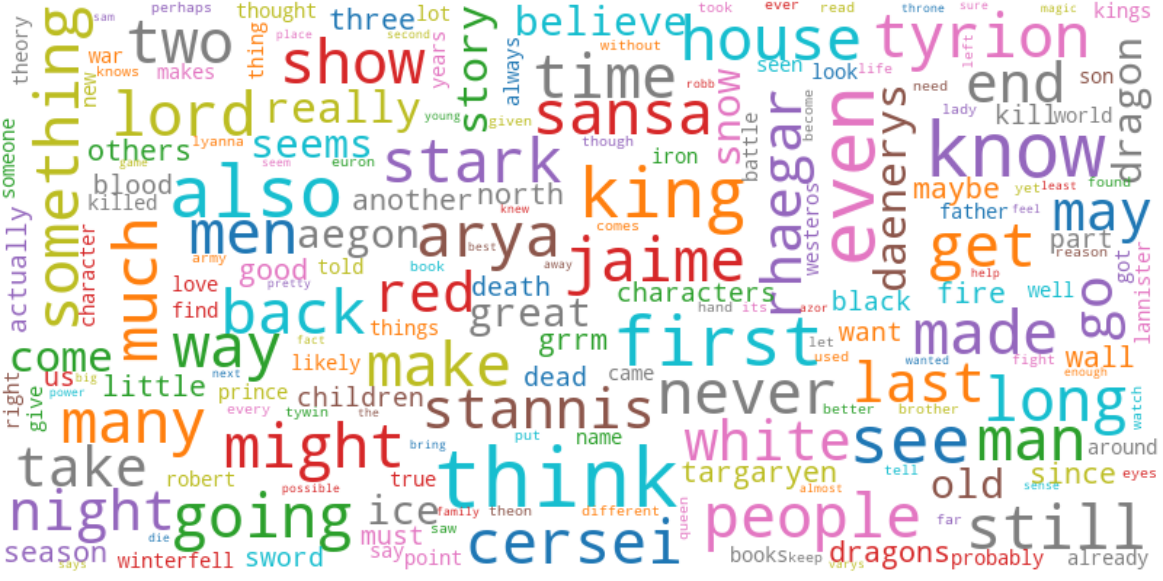 sam
perhaps
thought
three
lot
story
believe
took
ever
read
throne
sure
magic
kings
theory
something
war
knows
new
two
makes
thing
place
show
second
years
always
without
time
house
seen
look
life
tyrion
left
need
end
son
dragon
lord
really
young
given
sansa
robb
snow
battle
become
rhaegar
even
daenerys
lady
kill
world
know
someone
others
lyanna
game
seems
seem
euron
stark
though
iron
king
comes
westeros
maybe
yet
least
found
father
feel
may
blood
killed
also
another
north
knew
men
aegon
arya
best
away
jaime
get
help
part
reason
got
lannister
actually
character
much
army
love
find
good
told
pretty
book
back
red
death
great
things
characters
hand
its
azor
black
fire
well
go
come
way
fact
likely
make
grrm
first
let
used
want
made
wanted
fight
wall
enough
right
give
us
big
power
little
next
prince
children
dead
came
never
last
long
watch
many
every
tywin
the
stannis
bring
put
name
better
brother
might
think
white
see
man
around
take
robert
possible
true
targaryen
almost
tell
sense
old
since
eyes
night
die
going
ice
family
theon
must
saw
say
point
different
cersei
queen
people
far
still
season
says
winterfell
sword
books
keep
varys
dragons
probably
already